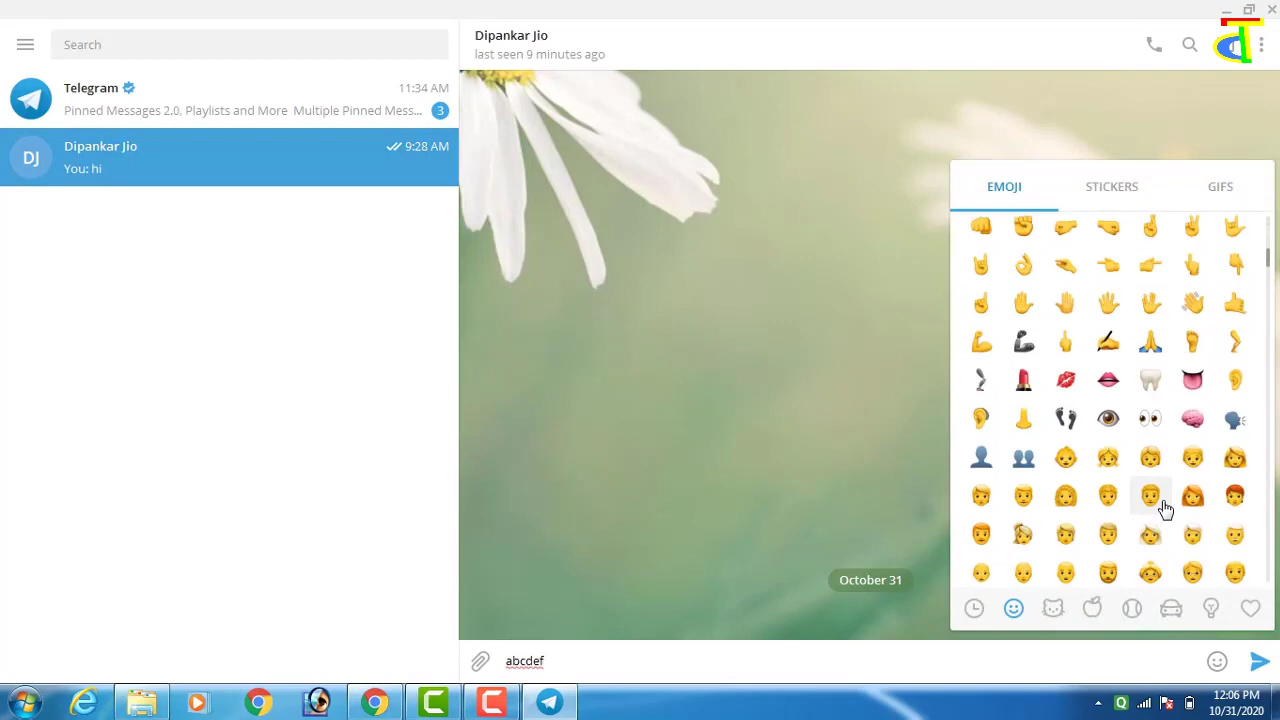 Search
Telegram
11:34 AM
Pinned Messages 2.0, Playlists and More Multiple Pinned Mess...
3
DJ
Dipankar Jio
9:28 AM
You: hi
Dipankar Jio
last seen 9 minutes ago
EMOJI
STICKERS
GIFS
October 31
abcdef
12:06 PM
10/31/2020